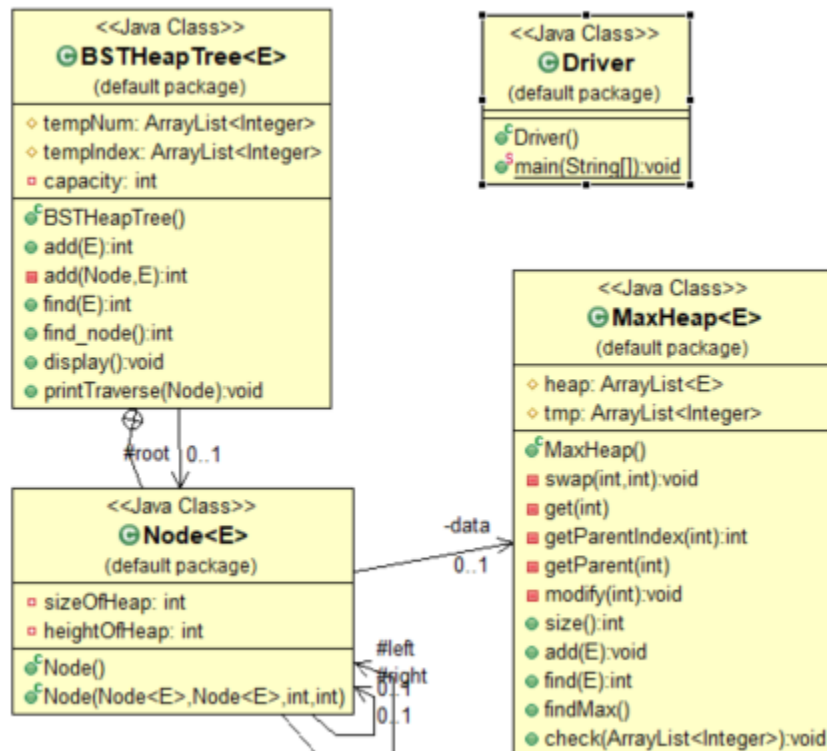 <<Java Class>>
BSTHeapTree<E>
(default package)
tempNum: ArrayList<Integer>
tempIndex: ArrayList<Integer>
capacity: int
BSTHeapTree()
add(E):int
add(Node,E):int
find(E):int
find_node():int
display():void
printTraverse(Node):void
<<Java Class>>
Driver
(default package)
Driver()
main(String[]):void
#root 0..1
<<Java Class>>
Node<E>
(default package)
sizeOfHeap: int
heightOfHeap: int
Node()
Node(Node<E>,Node<E>,int,int)
-data
0..1
#left
#right
0..1
0..1
<<Java Class>>
MaxHeap<E>
(default package)
heap: ArrayList<E>
tmp: ArrayList<Integer>
MaxHeap()
swap(int,int):void
get(int)
getParentIndex(int):int
getParent(int)
modify(int):void
size():int
add(E):void
find(E):int
findMax()
check(ArrayList<Integer>):void